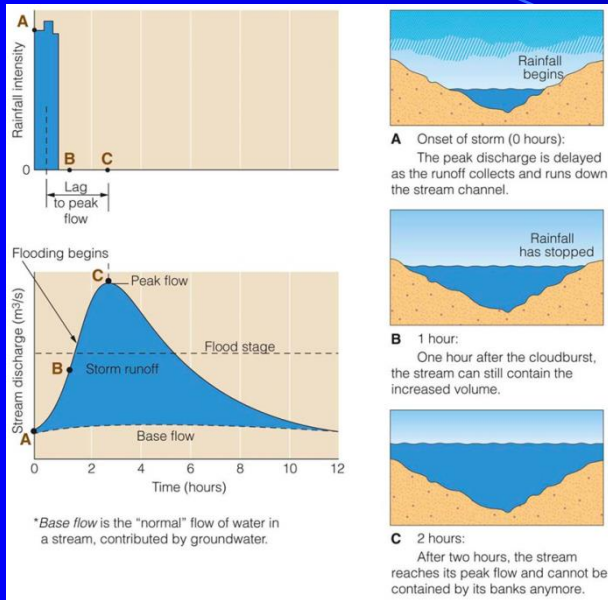 A
Rainfall intensity
0
B
C
Lag
to peak
flow
Flooding begins
C
Peak flow
Stream discharge (m³/s)
Flood stage
B
Storm runoff
A
Base flow
0 2 4 6 8 10 12
Time (hours)
*Base flow is the “normal” flow of water in
a stream, contributed by groundwater.
Rainfall
begins
A Onset of storm (0 hours):
The peak discharge is delayed
as the runoff collects and runs down
the stream channel.
Rainfall
has stopped
B 1 hour:
One hour after the cloudburst,
the stream can still contain the
increased volume.
C 2 hours:
After two hours, the stream
reaches its peak flow and cannot be
contained by its banks anymore.